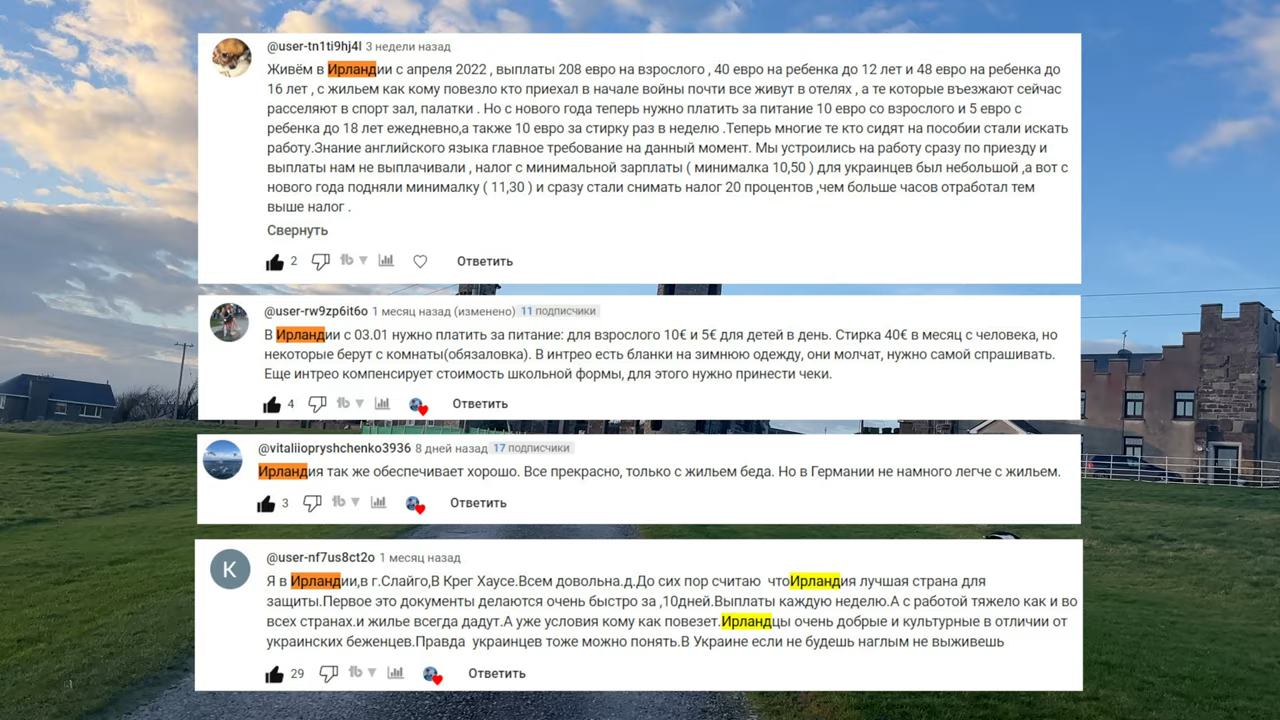 @user-tn1ti9hj4l 3 недели назад
Живём в Ирландии с апреля 2022 , выплаты 208 евро на взрослого , 40 евро на ребенка до 12 лет и 48 евро на ребенка до
16 лет , с жильем как кому повезло кто приехал в начале войны почти все живут в отелях , а те которые въезжают сейчас
расселяют в спорт зал, палатки . Но с нового года теперь нужно платить за питание 10 евро со взрослого и 5 евро с
ребенка до 18 лет ежедневно,а также 10 евро за стирку раз в неделю .Теперь многие те кто сидят на пособии стали искать
работу.Знание английского языка главное требование на данный момент. Мы устроились на работу сразу по приезду и
выплаты нам не выплачивали , налог с минимальной зарплаты ( минималка 10,50 ) для украинцев был небольшой ,а вот с
нового года подняли минималку ( 11,30 ) и сразу стали снимать налог 20 процентов ,чем больше часов отработал тем
выше налог .
Свернуть
2 Ответить
@user-rw9zp6it6o 1 месяц назад (изменено) 11 подписчики
В Ирландии с 03.01 нужно платить за питание: для взрослого 10€ и 5€ для детей в день. Стирка 40€ в месяц с человека, но
некоторые берут с комнаты(обязаловка). В интрео есть бланки на зимнюю одежду, они молчат, нужно самой спрашивать.
Еще интрео компенсирует стоимость школьной формы, для этого нужно принести чеки.
4 Ответить
@vitaliiopryshchenko3936 8 дней назад 17 подписчики
Ирландия так же обеспечивает хорошо. Все прекрасно, только с жильем беда. Но в Германии не намного легче с жильем.
3 Ответить
К
@user-nf7us8ct2o 1 месяц назад
Я в Ирландии,в г.Слайго,В Крег Хаусе.Всем довольна.д.До сих пор считаю чтоИрландия лучшая страна для
защиты.Первое это документы делаются очень быстро за ,10дней.Выплаты каждую неделю.А с работой тяжело как и во
всех странах.и жилье всегда дадут.А уже условия кому как повезет.Ирландцы очень добрые и культурные в отличии от
украинских беженцев.Правда украинцев тоже можно понять.В Украине если не будешь наглым не выживешь
29 Ответить